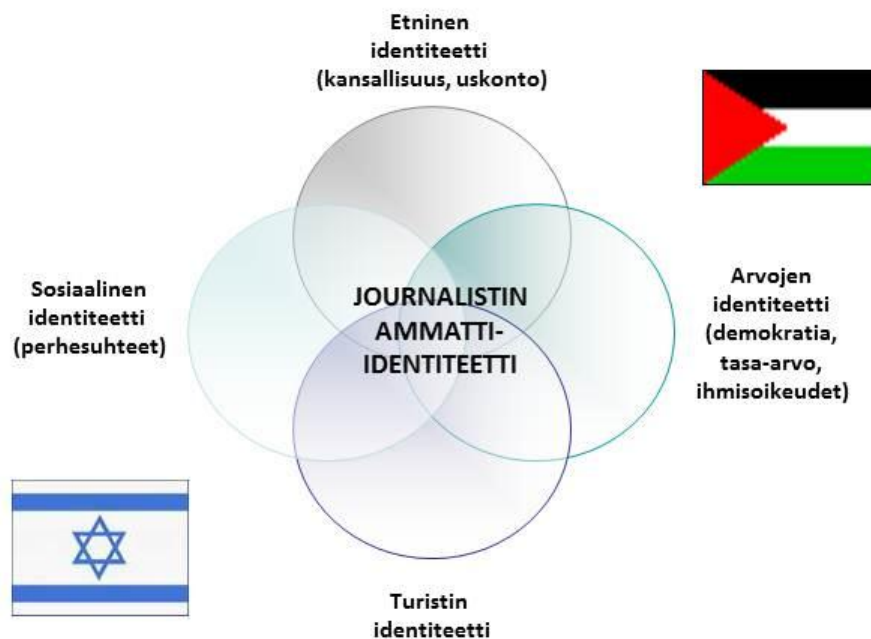 Etninen
identiteetti
(kansallisuus, uskonto)
Sosiaalinen
identiteetti
(perhesuhteet)
JOURNALISTIN
AMMATTI-
IDENTITEETTI
Arvojen
identiteetti
(demokratia,
tasa-arvo,
ihmisoikeudet)
Turistin
identiteetti